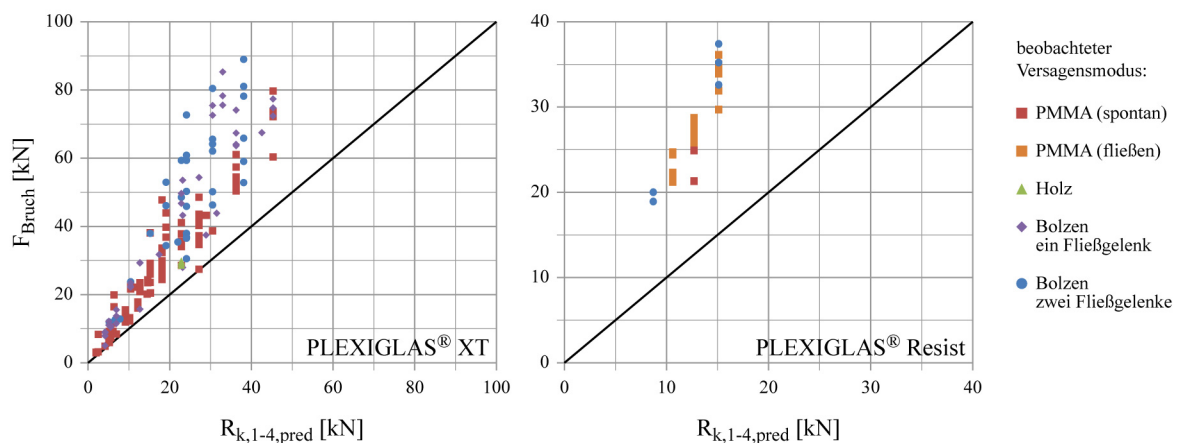 F_Bruch [kN]
100
80
60
40
20
0
PLEXIGLAS® XT
0 20 40 60 80 100
R_k,1-4,pred [kN]
40
30
20
10
0
PLEXIGLAS® Resist
0 10 20 30 40
R_k,1-4,pred [kN]
beobachteter
Versagensmodus:
PMMA (spontan)
PMMA (fließen)
Holz
Bolzen
ein Fließgelenk
Bolzen
zwei Fließgelenke